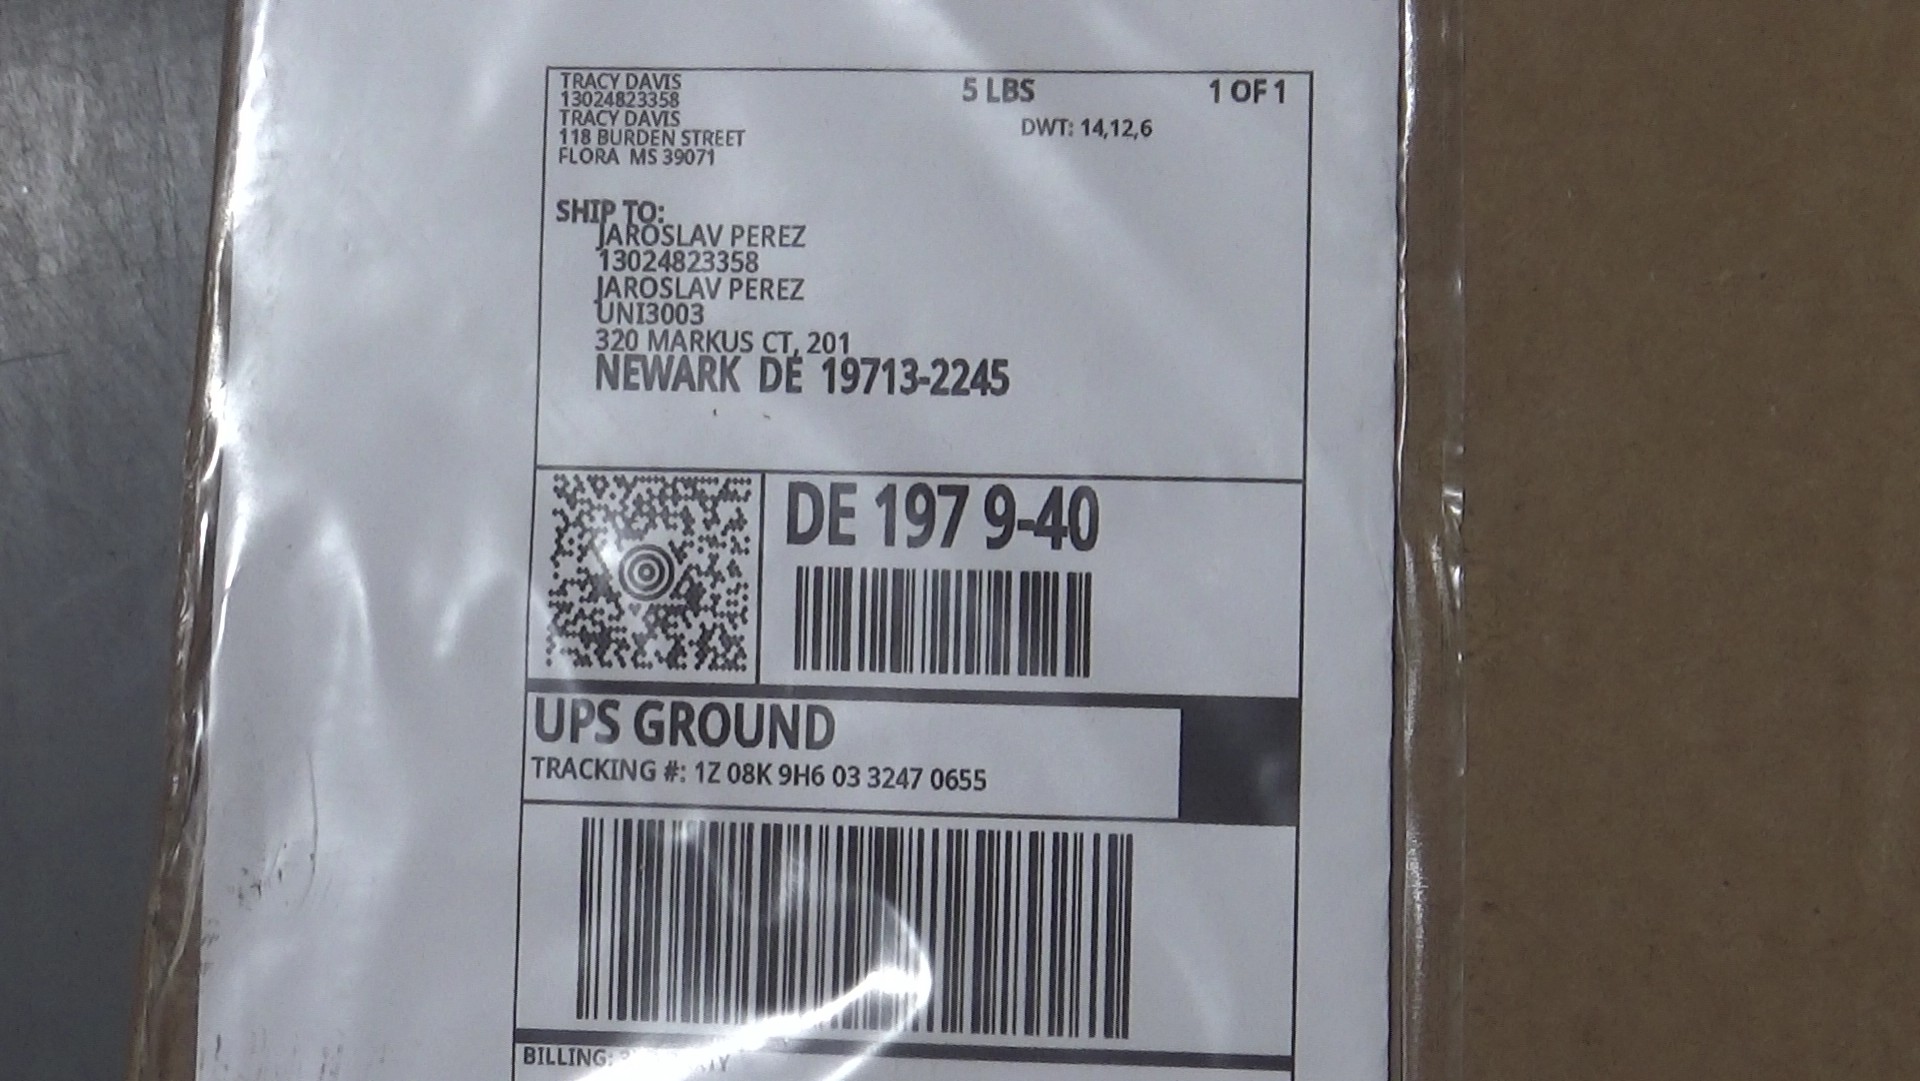 TRACY DAVIS
13024823358
TRACY DAVIS
118 BURDEN STREET
FLORA MS 39071
5 LBS
1 OF 1
DWT: 14,12,6
SHIP TO:
JAROSLAV PEREZ
13024823358
JAROSLAV PEREZ
UNI3003
320 MARKUS CT, 201
NEWARK DE 19713-2245
DE 197 9-40
UPS GROUND
TRACKING #: 1Z 08K 9H6 03 3247 0655
BILLING: